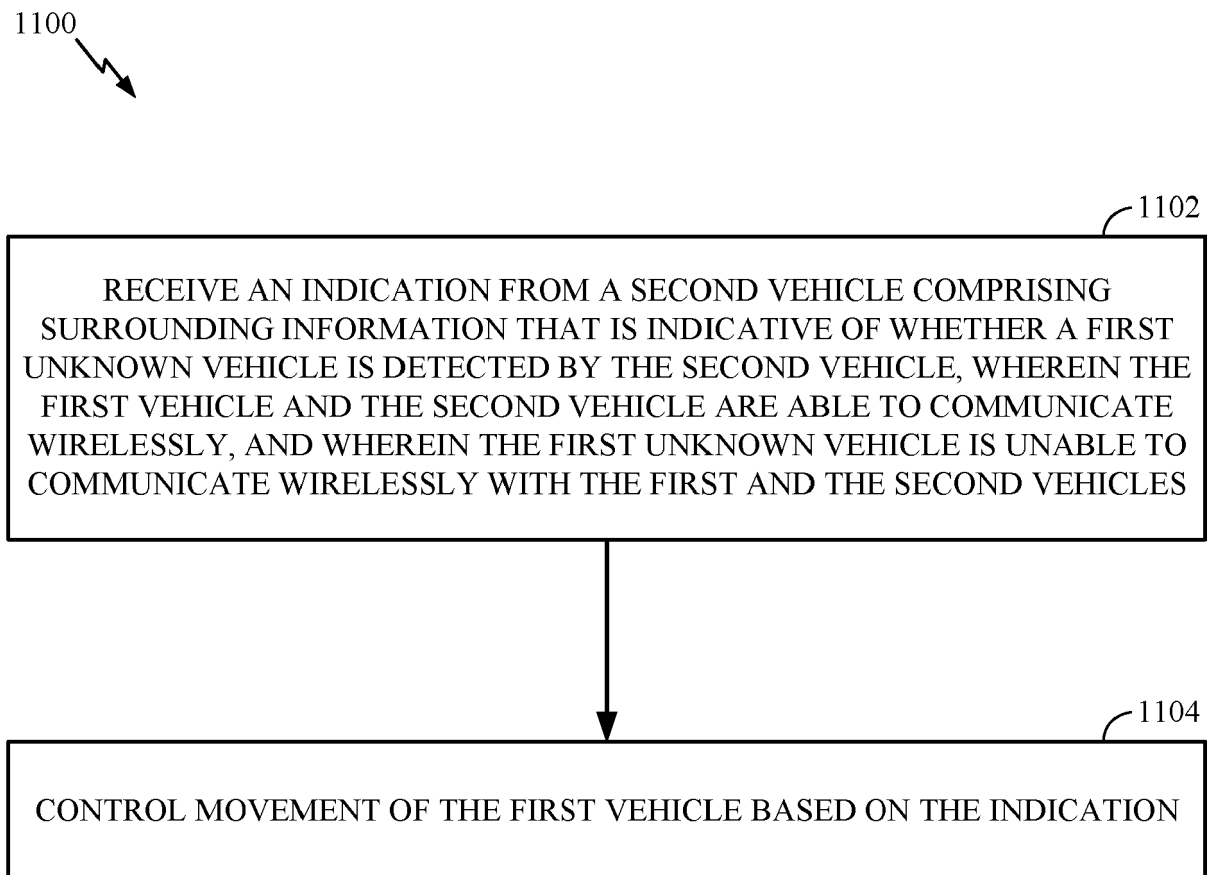 1100
1102
RECEIVE AN INDICATION FROM A SECOND VEHICLE COMPRISING
SURROUNDING INFORMATION THAT IS INDICATIVE OF WHETHER A FIRST
UNKNOWN VEHICLE IS DETECTED BY THE SECOND VEHICLE, WHEREIN THE
FIRST VEHICLE AND THE SECOND VEHICLE ARE ABLE TO COMMUNICATE
WIRELESSLY, AND WHEREIN THE FIRST UNKNOWN VEHICLE IS UNABLE TO
COMMUNICATE WIRELESSLY WITH THE FIRST AND THE SECOND VEHICLES
1104
CONTROL MOVEMENT OF THE FIRST VEHICLE BASED ON THE INDICATION